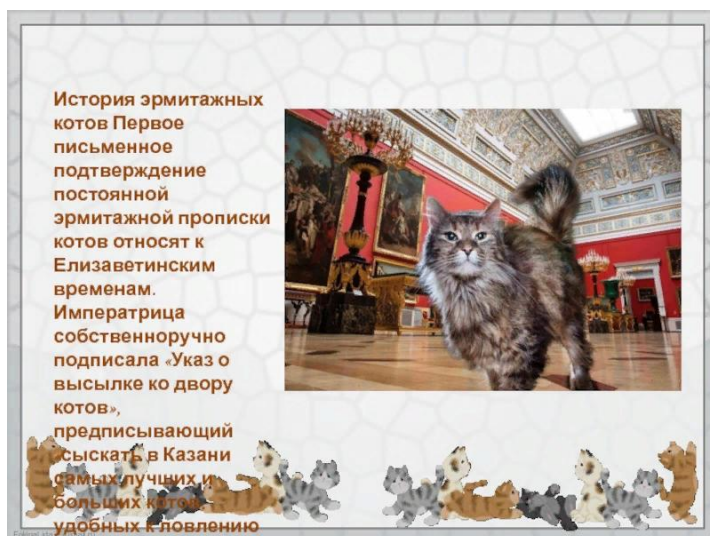 История эрмитажных
котов Первое
письменное
подтверждение
постоянной
эрмитажной прописки
котов относят к
Елизаветинским
временам.
Императрица
собственноручно
подписала «Указ о
высылке ко двору
котов»,
предписывающий
сыскать в Казани
самых лучших и
больших котов,
удобных к ловлению